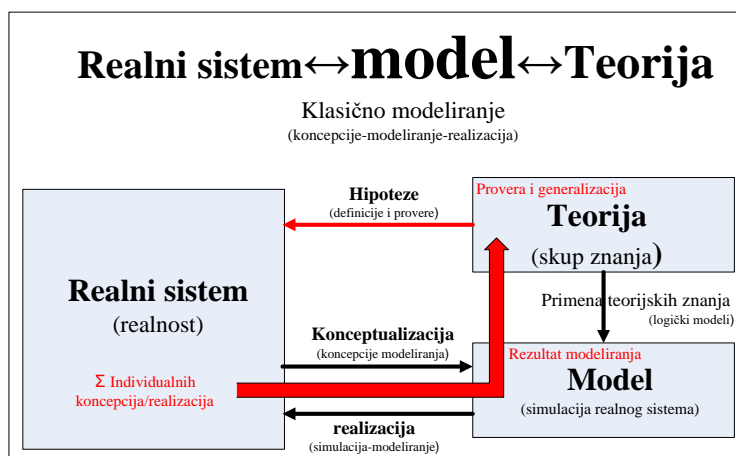 Realni sistem↔model↔Teorija
Klasično modeliranje
(koncepcije-modeliranje-realizacija)
Hipoteze
(definicije i provere)
Provera i generalizacija
Teorija
(skup znanja)
Realni sistem
(realnost)
Primena teorijskih znanja
(logički modeli)
Konceptualizacija
(koncepcije modeliranja)
Rezultat modeliranja
Model
(simulacija realnog sistema)
Σ Individualnih
koncepcija/realizacija
realizacija
(simulacija-modeliranje)